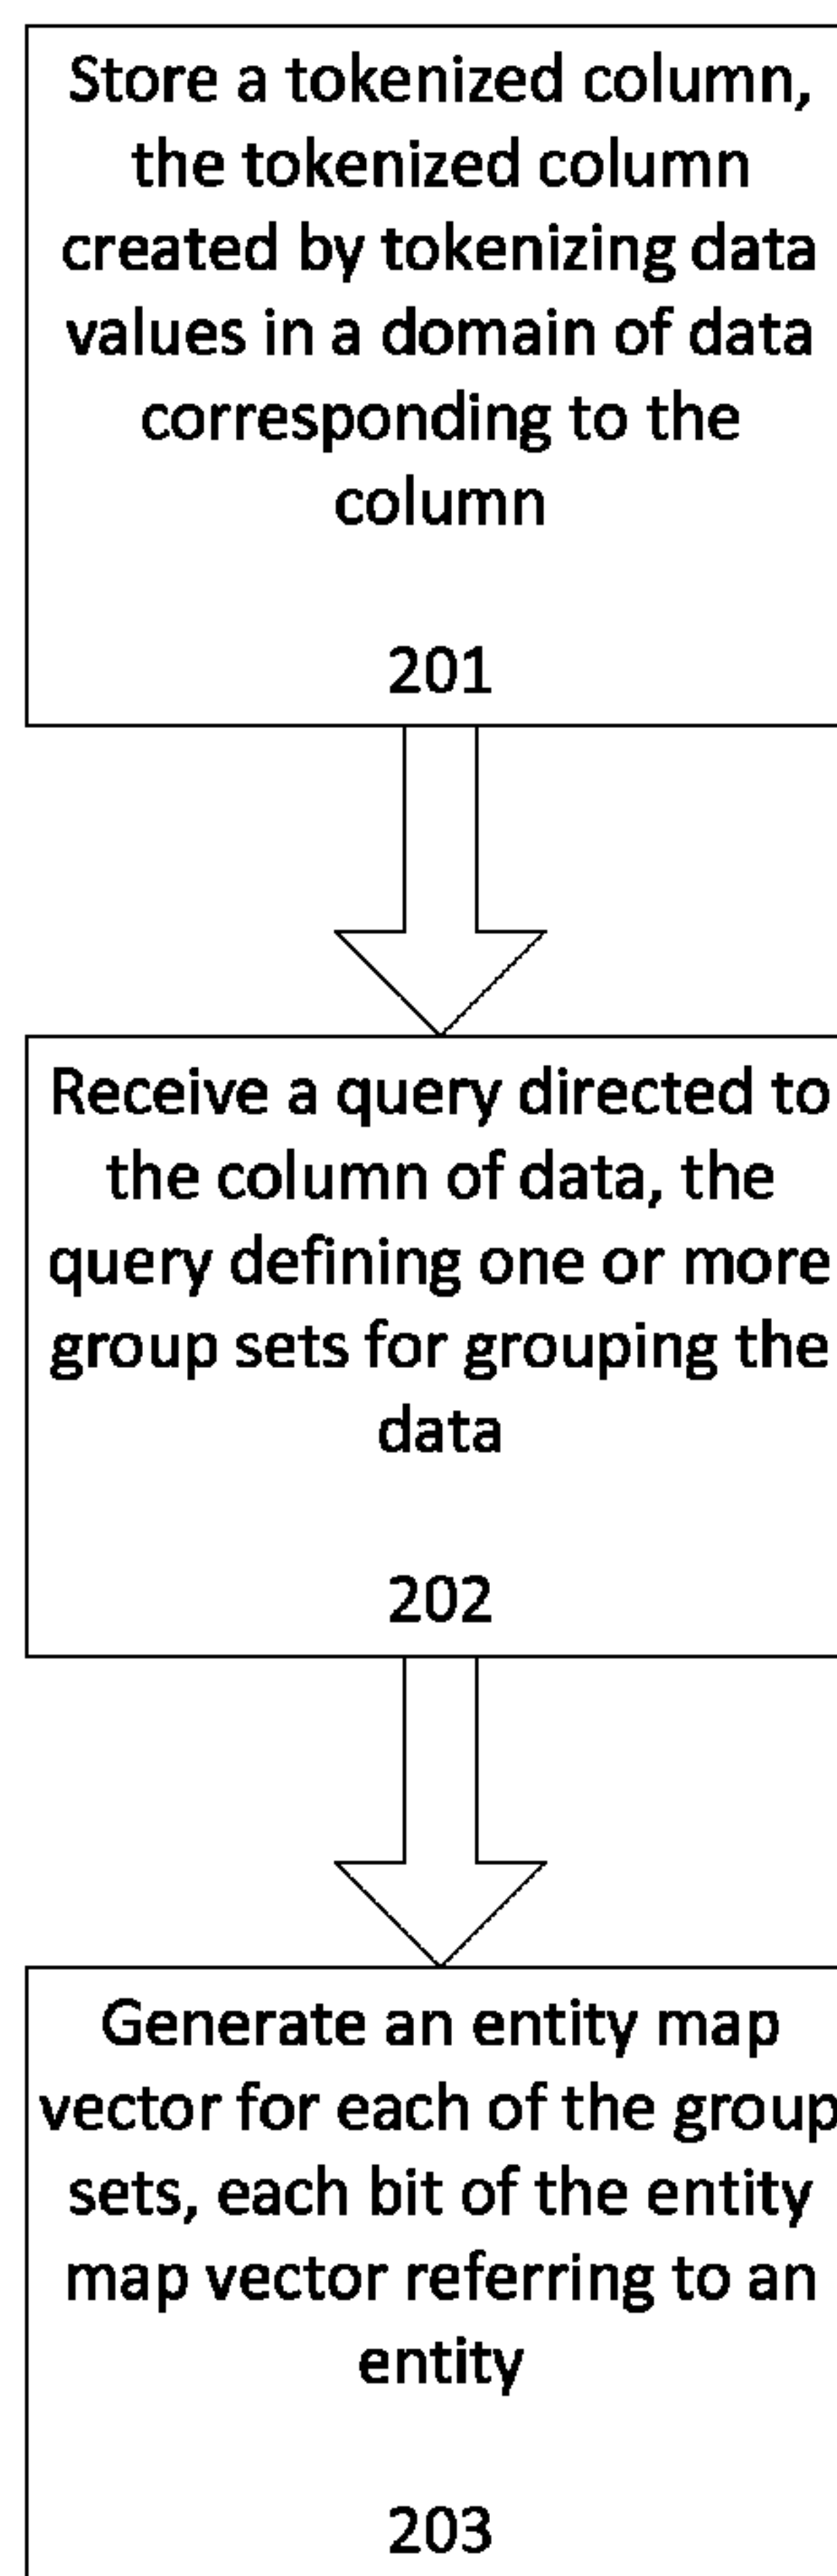 Store a tokenized column,
the tokenized column
created by tokenizing data
values in a domain of data
corresponding to the
column
201
Receive a query directed to
the column of data, the
query defining one or more
group sets for grouping the
data
202
Generate an entity map
vector for each of the group
sets, each bit of the entity
map vector referring to an
entity
203